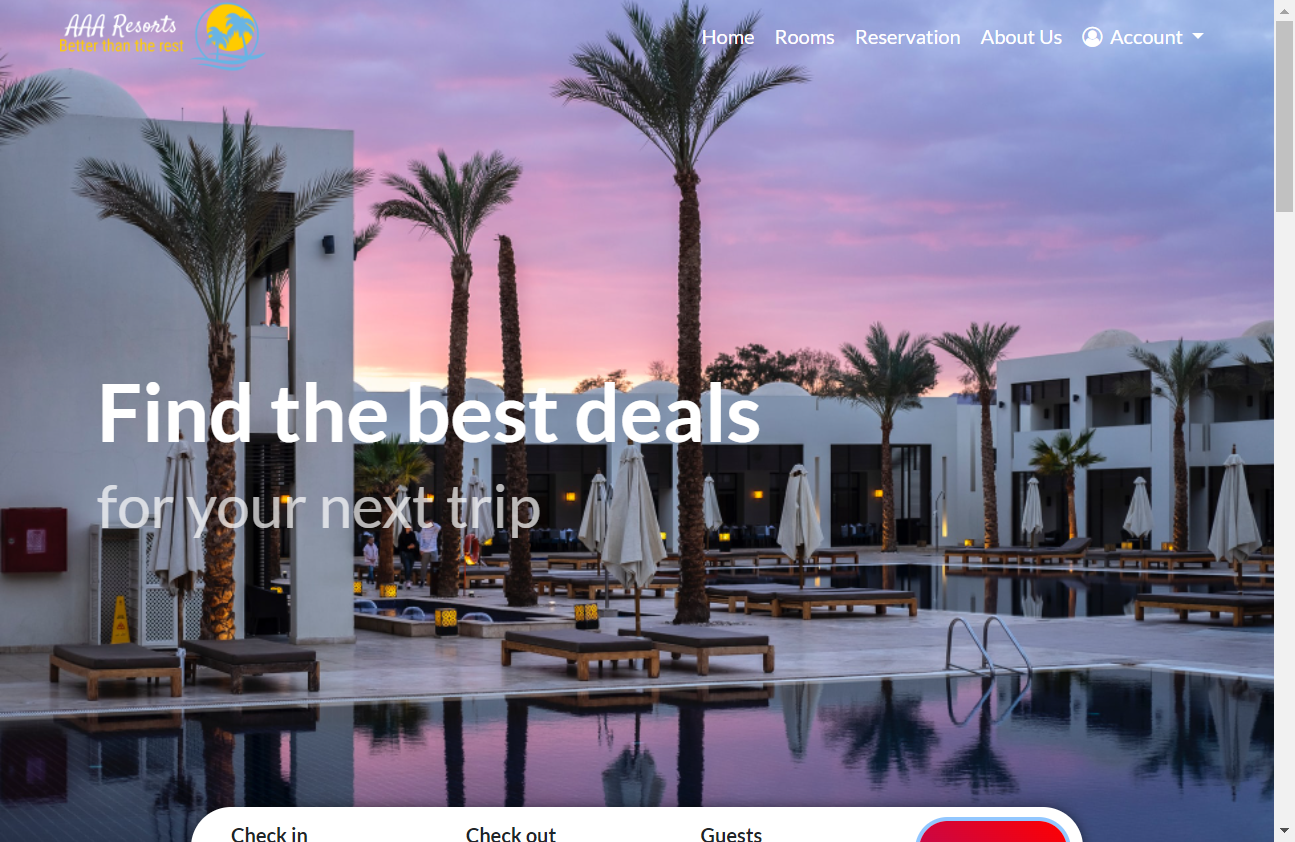 AAA Resorts
Better than the rest
Home Rooms Reservation About Us Account
Find the best deals
for your next trip
Check in Check out Guests